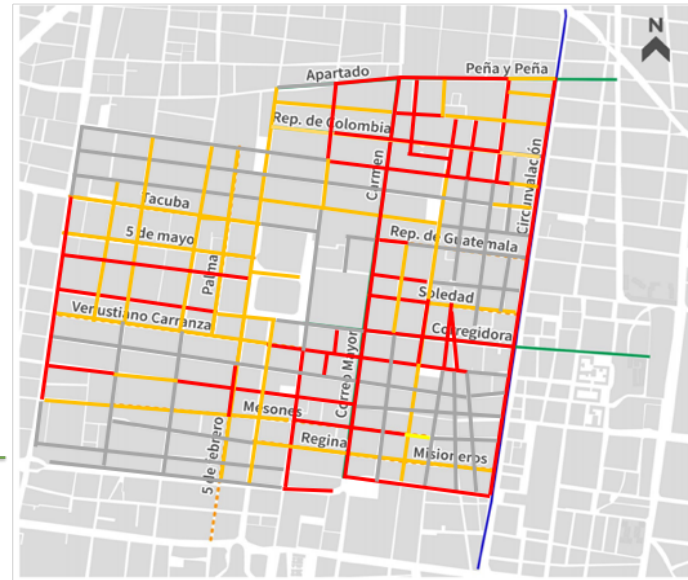 N
Peña y Peña
Apartado
Rep. de Colombia
Carmen
Circunvalación
Tacuba
5 de mayo
Rep. de Guatemala
Palma
Soledad
Venustiano Carranza
Corregidora
Correo Mayor
Mesones
Regina
Misioneros
5 de febrero